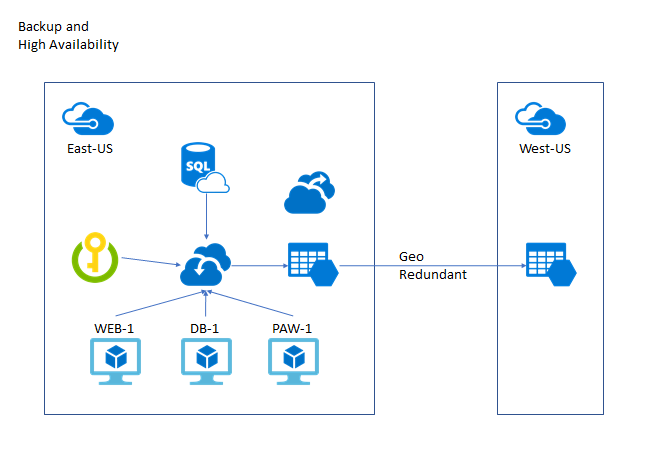 Backup and
High Availability
East-US
West-US
SQL
Geo
Redundant
WEB-1
DB-1
PAW-1